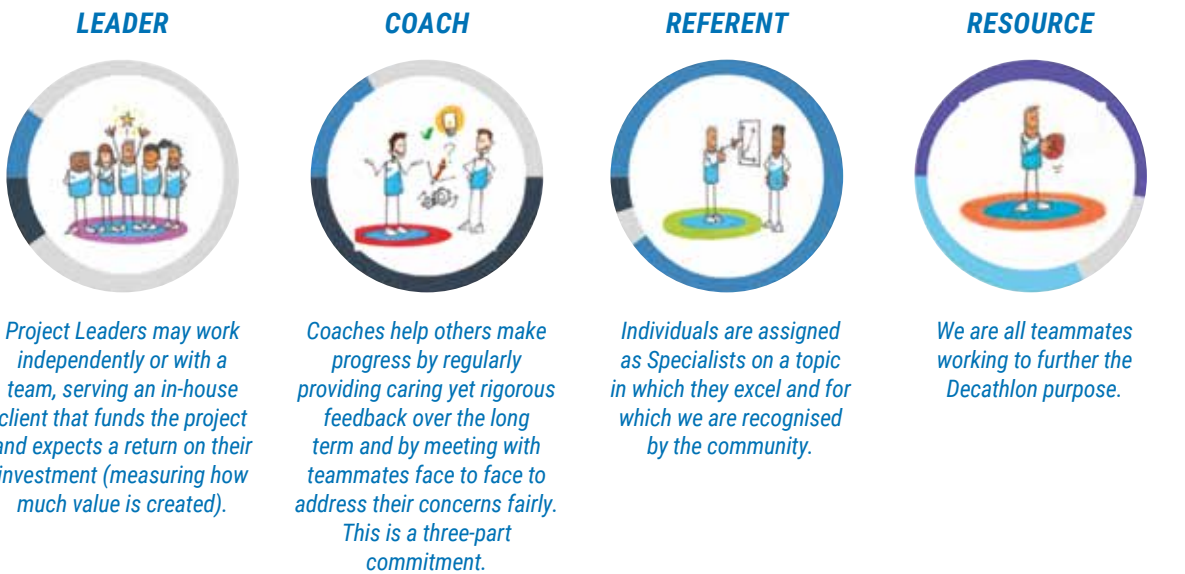 LEADER
Project Leaders may work
independently or with a
team, serving an in-house
client that funds the project
and expects a return on their
investment (measuring how
much value is created).
COACH
Coaches help others make
progress by regularly
providing caring yet rigorous
feedback over the long
term and by meeting with
teammates face to face to
address their concerns fairly.
This is a three-part
commitment.
REFERENT
Individuals are assigned
as Specialists on a topic
in which they excel and for
which we are recognised
by the community.
RESOURCE
We are all teammates
working to further the
Decathlon purpose.